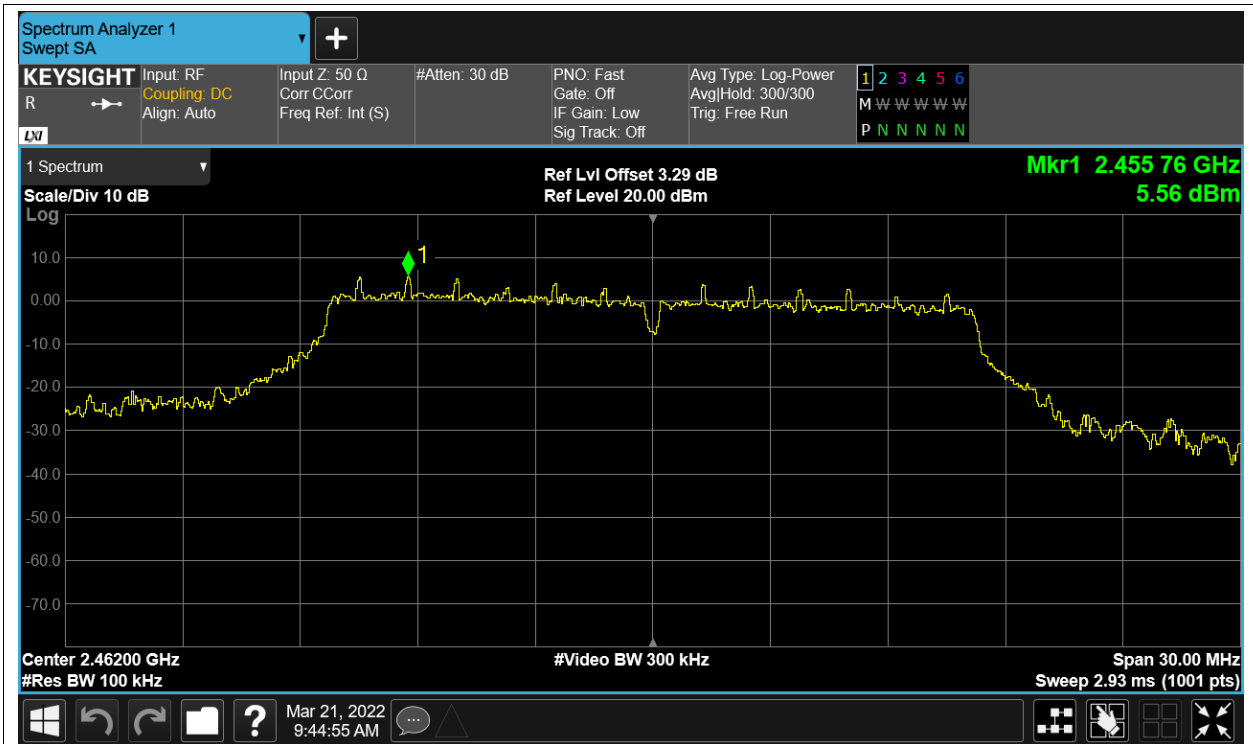 Spectrum Analyzer 1
Swept SA
KEYSIGHT
R
LXI
Input: RF
Coupling: DC
Align: Auto
Input Z: 50 Ω
Corr CCorr
Freq Ref: Int (S)
#Atten: 30 dB
PNO: Fast
Gate: Off
IF Gain: Low
Sig Track: Off
Avg Type: Log-Power
Avg|Hold: 300/300
Trig: Free Run
1 2 3 4 5 6
M W W W W W W
P N N N N N N
1 Spectrum
Scale/Div 10 dB
Ref Lvl Offset 3.29 dB
Ref Level 20.00 dBm
Mkr1 2.455 76 GHz
5.56 dBm
Log
1
10.0
0.00
-10.0
-20.0
-30.0
-40.0
-50.0
-60.0
-70.0
Center 2.46200 GHz
#Video BW 300 kHz
Span 30.00 MHz
#Res BW 100 kHz
Sweep 2.93 ms (1001 pts)
?
Mar 21, 2022
9:44:55 AM